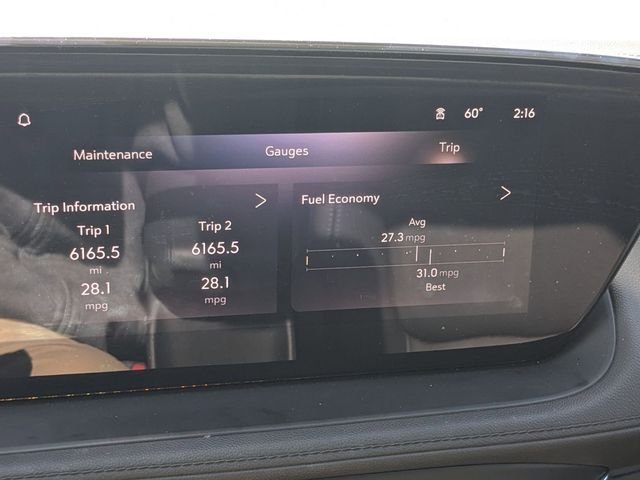 60° 2:16
Maintenance Gauges Trip
Trip Information
Trip 1 Trip 2
6165.5 6165.5
mi mi
28.1 28.1
mpg mpg
Fuel Economy
Avg
27.3 mpg
31.0 mpg
Best